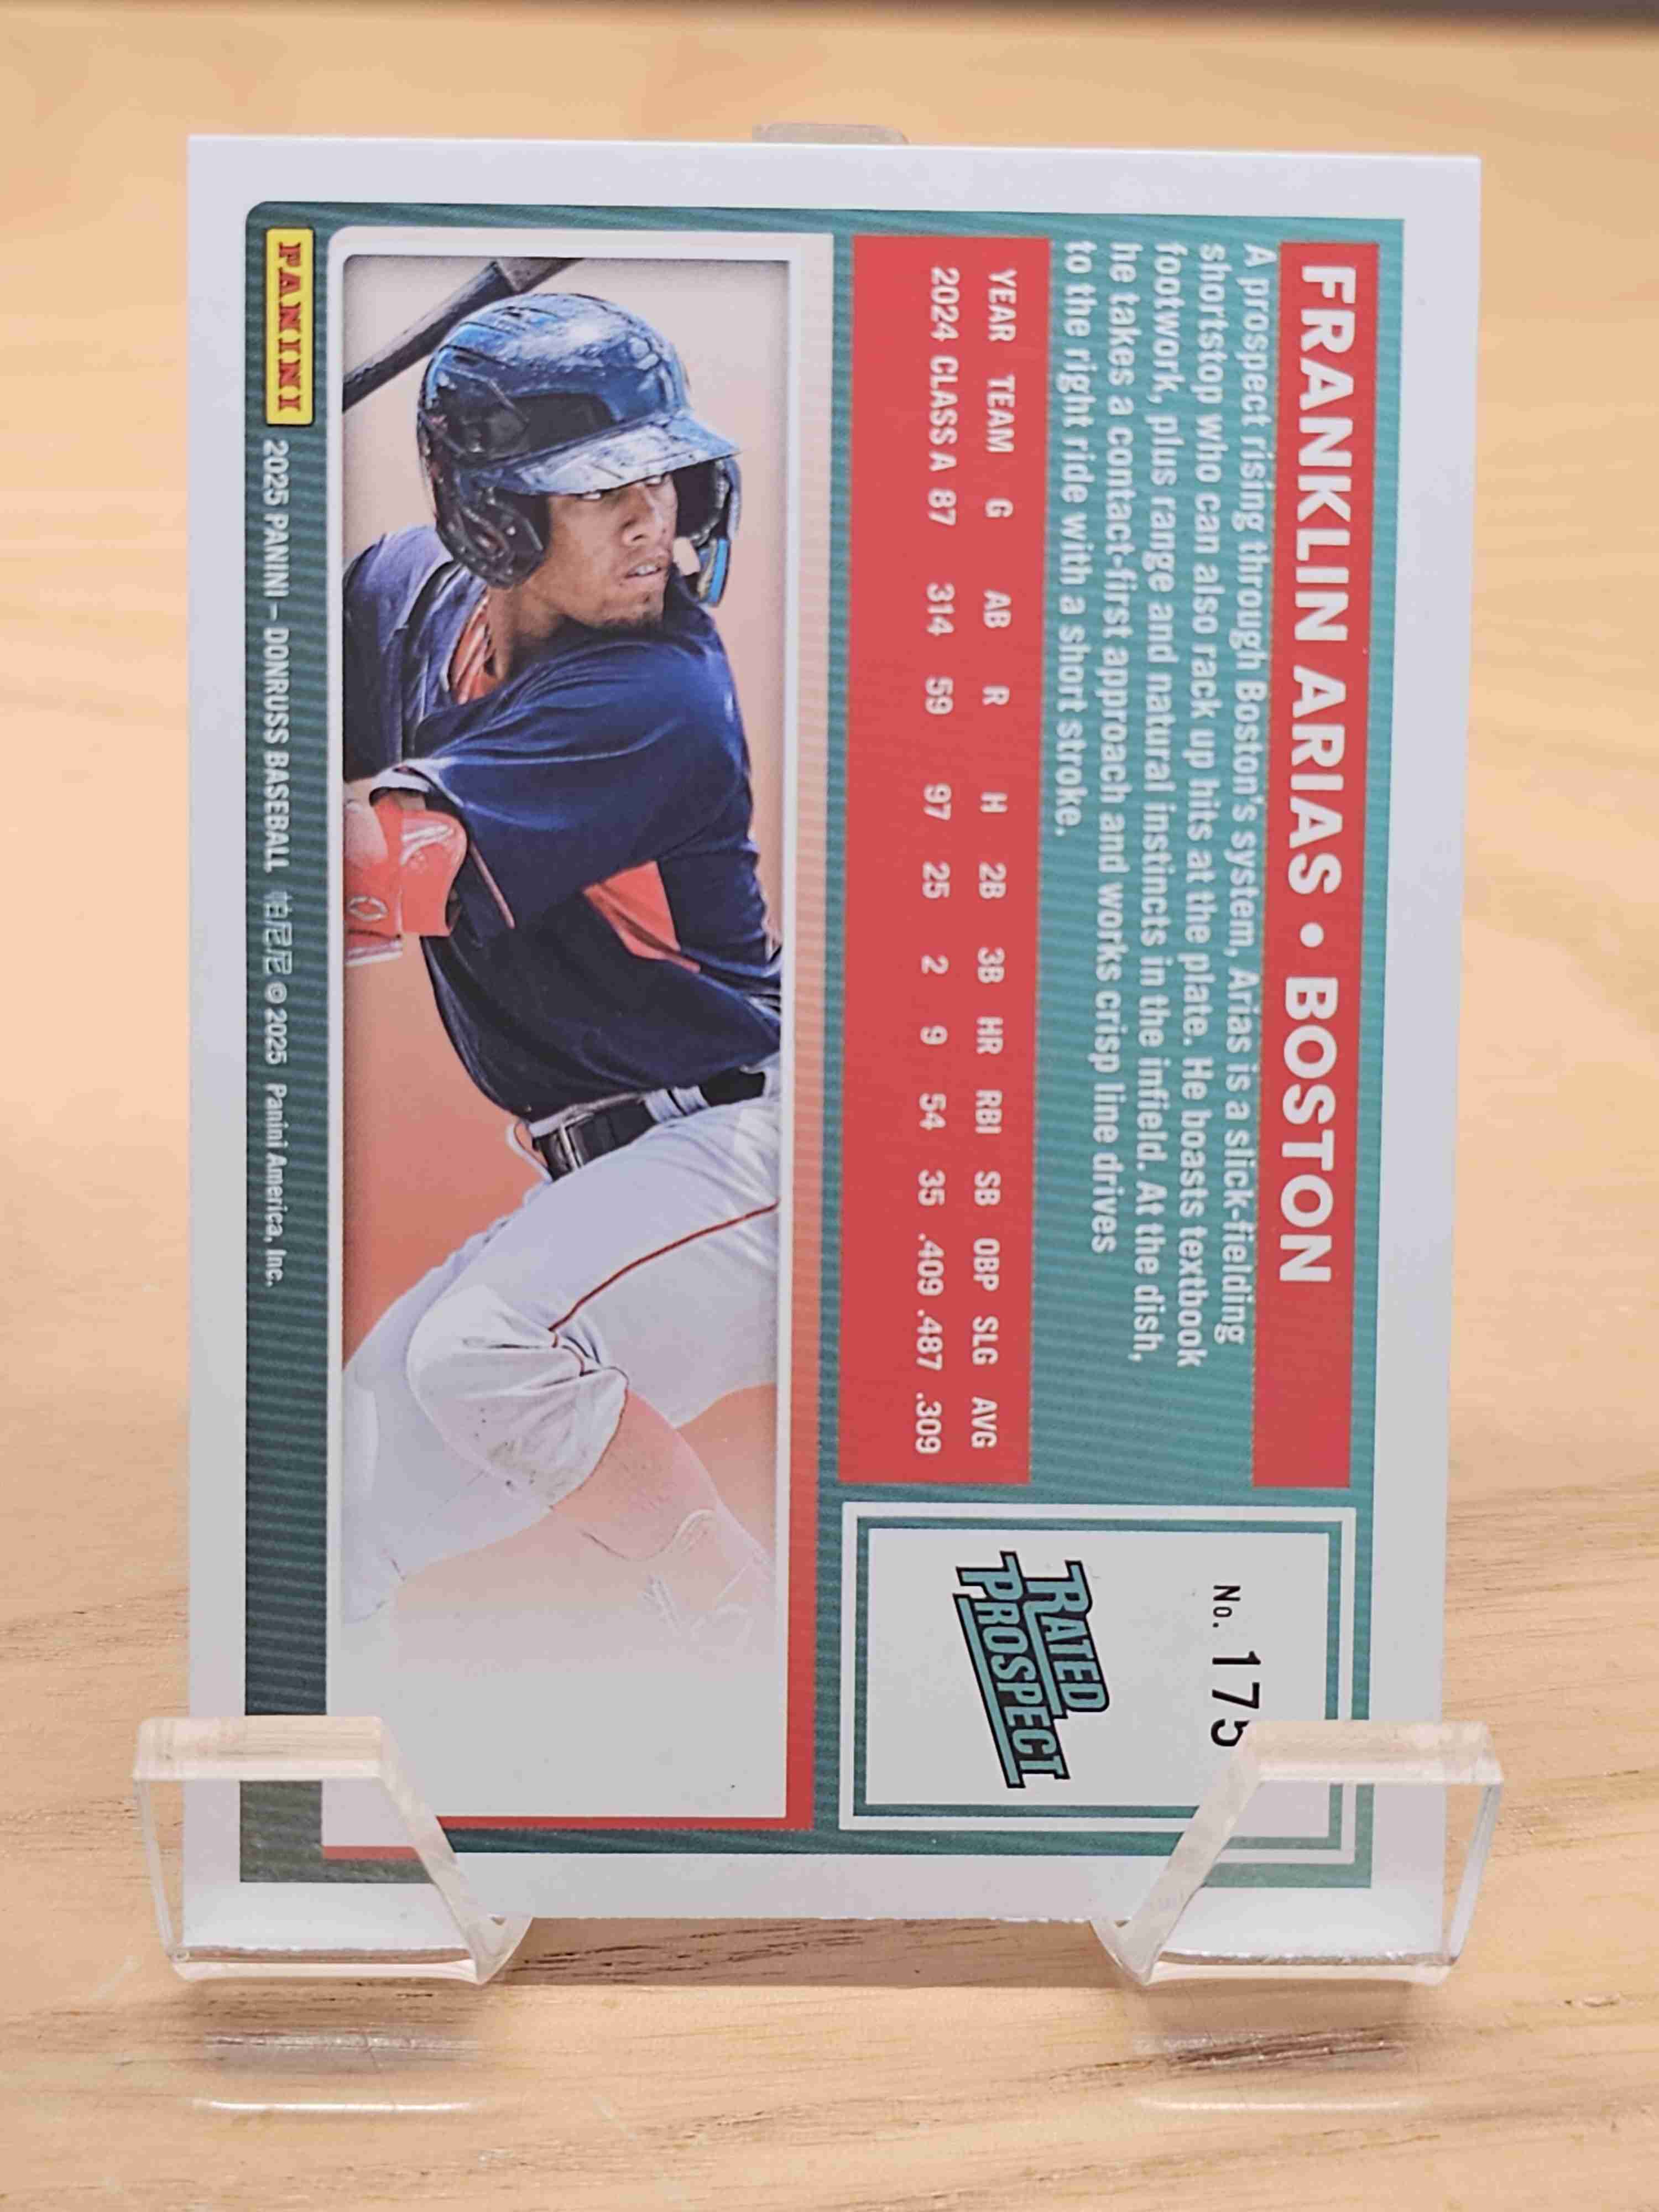 FRANKLIN ARIAS • BOSTON
A prospect rising through Boston's system, Arias is a slick-fielding
shortstop who can also rack up hits at the plate. He boasts textbook
footwork, plus range and natural instincts in the infield. At the dish,
he takes a contact-first approach and works crisp line drives
to the right ride with a short stroke.
YEAR TEAM G AB R H 2B 3B HR RBI SB OBP SLG AVG
2024 CLASS A 87 314 59 97 25 2 9 54 35 .409 .487 .309
No. 175
RATED
PROSPECT
PANINI 2025 PANINI – DONRUSS BASEBALL © 2025 Panini America, Inc.